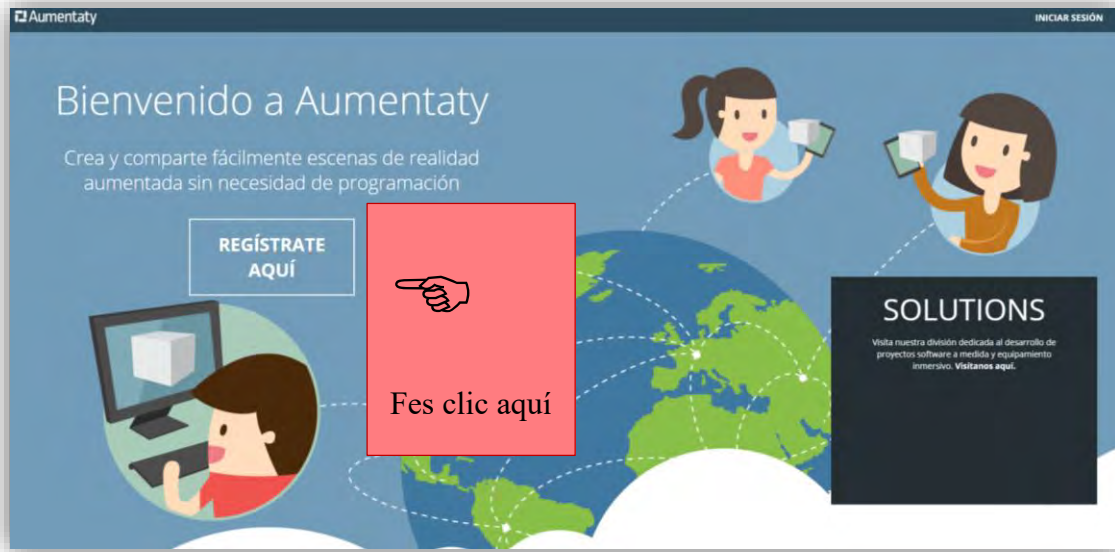 Aumentaty
INICIAR SESIÓN
Bienvenido a Aumentaty
Crea y comparte fácilmente escenas de realidad
aumentada sin necesidad de programación
REGÍSTRATE
AQUÍ
Fes clic aquí
SOLUTIONS
Visita nuestra división dedicada al desarrollo de
proyectos software a medida y equipamiento
inmersivo. Visítanos aquí.